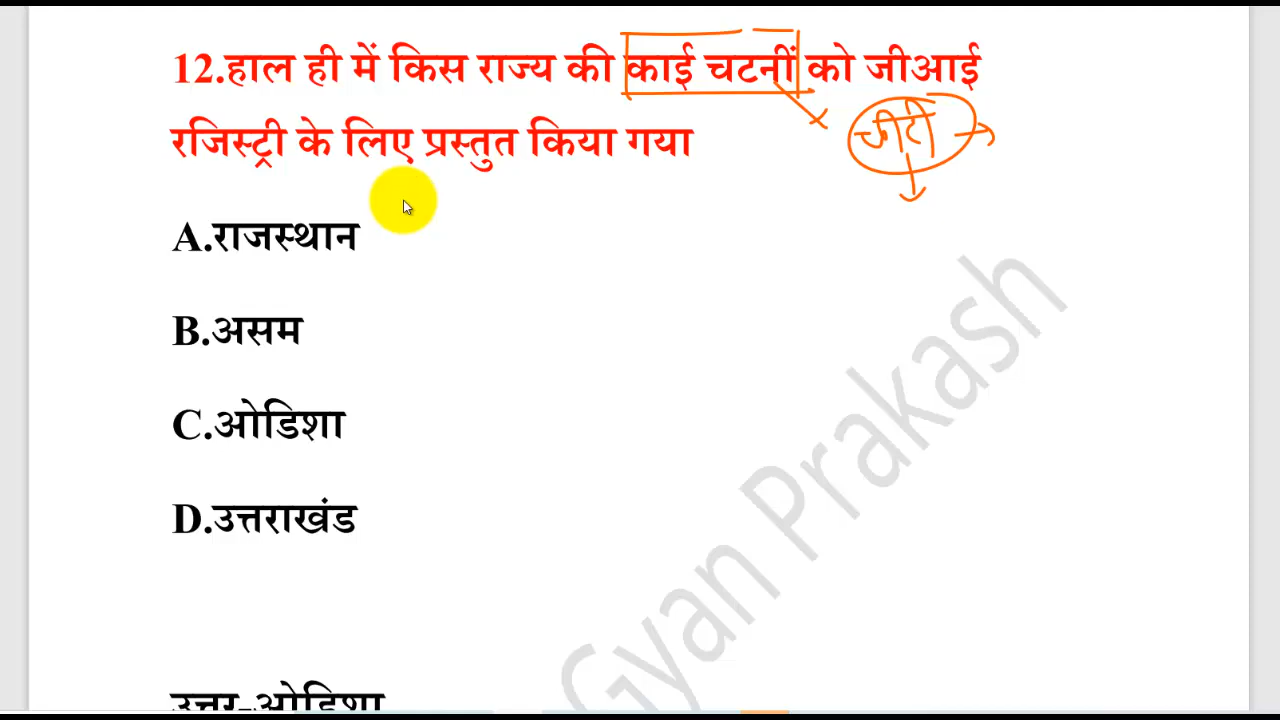 12.हाल ही में किस राज्य की काई चटनीं को जीआई
रजिस्ट्री के लिए प्रस्तुत किया गया
चीटी
A.राजस्थान
B.असम
C.ओडिशा
D.उत्तराखंड
Gyan Prakash
उत्तर-ओडिशा